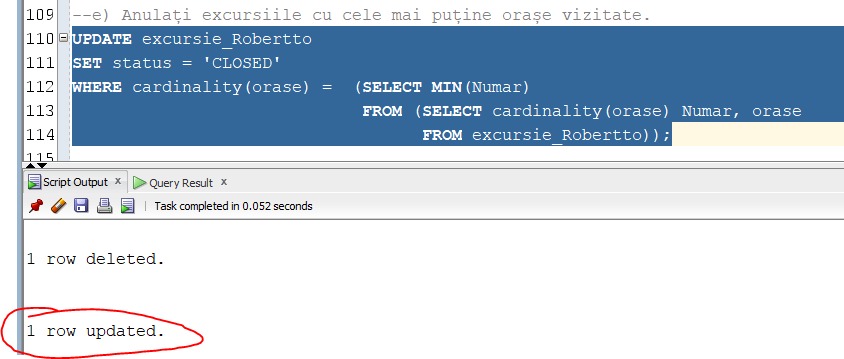 109 --e) Anulați excursiile cu cele mai puține orașe vizitate.
110 UPDATE excursie_Robertto
111 SET status = 'CLOSED'
112 WHERE cardinality(orase) = (SELECT MIN(Numar)
113 FROM (SELECT cardinality(orase) Numar, orase
114 FROM excursie_Robertto));
115
Script Output x Query Result x
Task completed in 0.052 seconds
1 row deleted.
1 row updated.